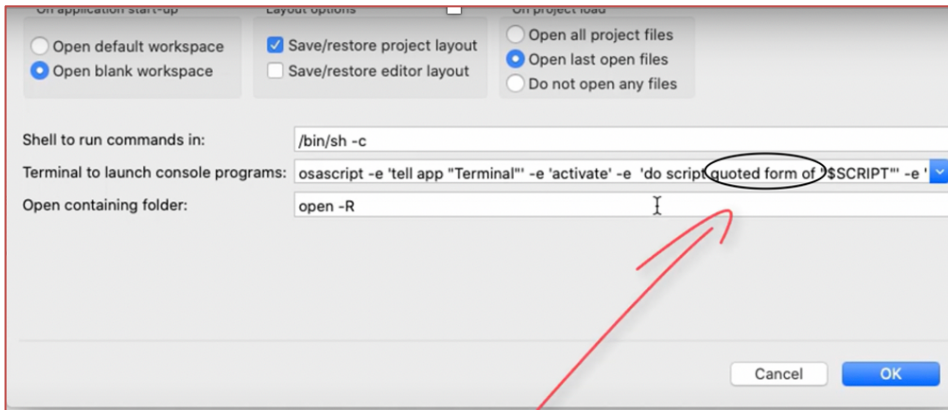 On application start-up
Layout options
On project load
Open default workspace
Open blank workspace
Save/restore project layout
Save/restore editor layout
Open all project files
Open last open files
Do not open any files
Shell to run commands in:
/bin/sh -c
Terminal to launch console programs:
osascript -e 'tell app "Terminal"' -e 'activate' -e 'do script quoted form of "$SCRIPT"' -e '
Open containing folder:
open -R
Cancel
OK